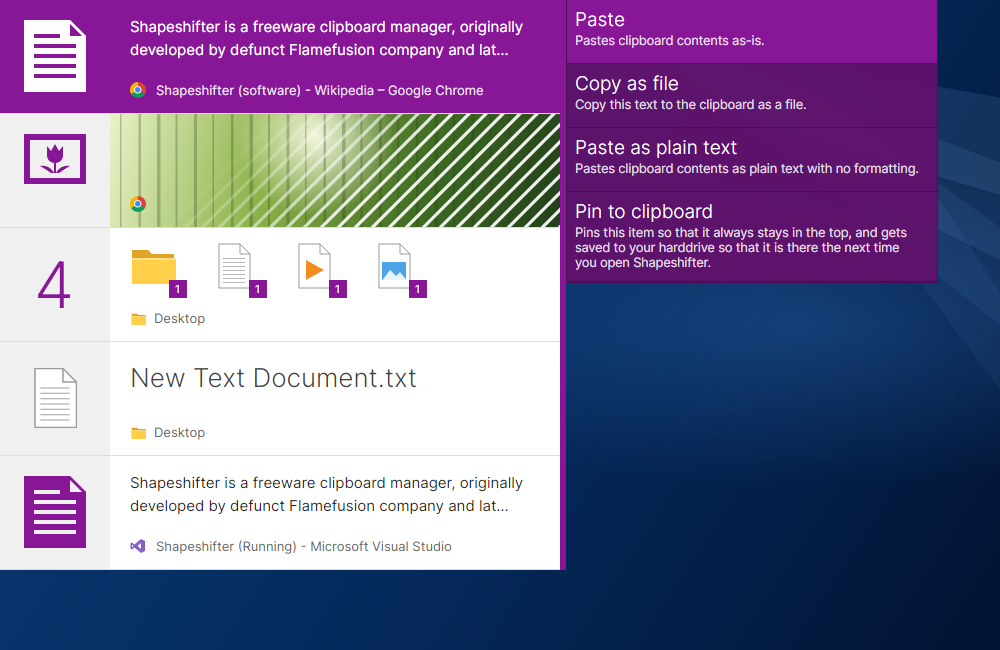 Shapeshifter is a freeware clipboard manager, originally
developed by defunct Flamefusion company and lat...
Shapeshifter (software) - Wikipedia – Google Chrome
4
1
1
1
1
Desktop
New Text Document.txt
Desktop
Shapeshifter is a freeware clipboard manager, originally
developed by defunct Flamefusion company and lat...
Shapeshifter (Running) - Microsoft Visual Studio
Paste
Pastes clipboard contents as-is.
Copy as file
Copy this text to the clipboard as a file.
Paste as plain text
Pastes clipboard contents as plain text with no formatting.
Pin to clipboard
Pins this item so that it always stays in the top, and gets
saved to your harddrive so that it is there the next time
you open Shapeshifter.